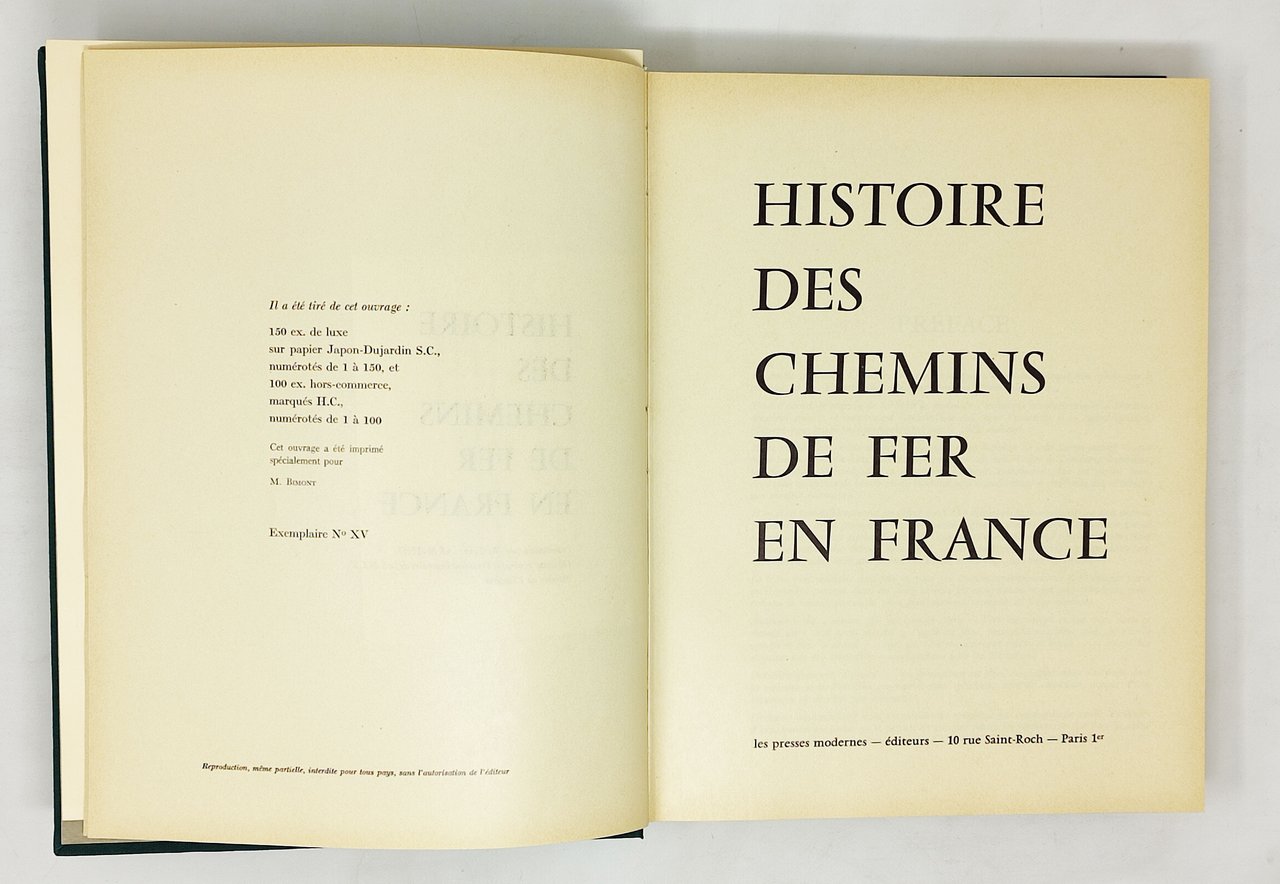 Il a été tiré de cet ouvrage :
150 ex. de luxe
sur papier Japon-Dujardin S.C.,
numérotés de 1 à 150, et
100 ex. hors-commerce,
marqués H.C.,
numérotés de 1 à 100
Cet ouvrage a été imprimé
spécialement pour
M. Bimont
Exemplaire Nº XV
Reproduction, même partielle, interdite pour tous pays, sans l'autorisation de l'éditeur
HISTOIRE
DES
CHEMINS
DE FER
EN FRANCE
les presses modernes — éditeurs — 10 rue Saint-Roch — Paris 1er